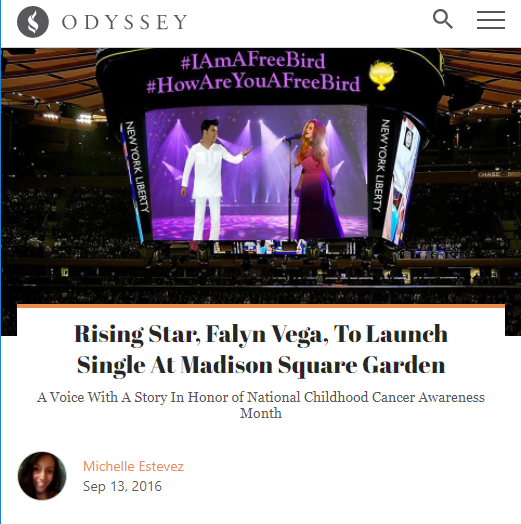 ODYSSEY
#IAmAFreeBird
#HowAreYouAFreeBird
NEW YORK LIBERTY
NEW YORK LIBERTY
CHASE
Rising Star, Falyn Vega, To Launch
Single At Madison Square Garden
A Voice With A Story In Honor of National Childhood Cancer Awareness
Month
Michelle Estevez
Sep 13, 2016